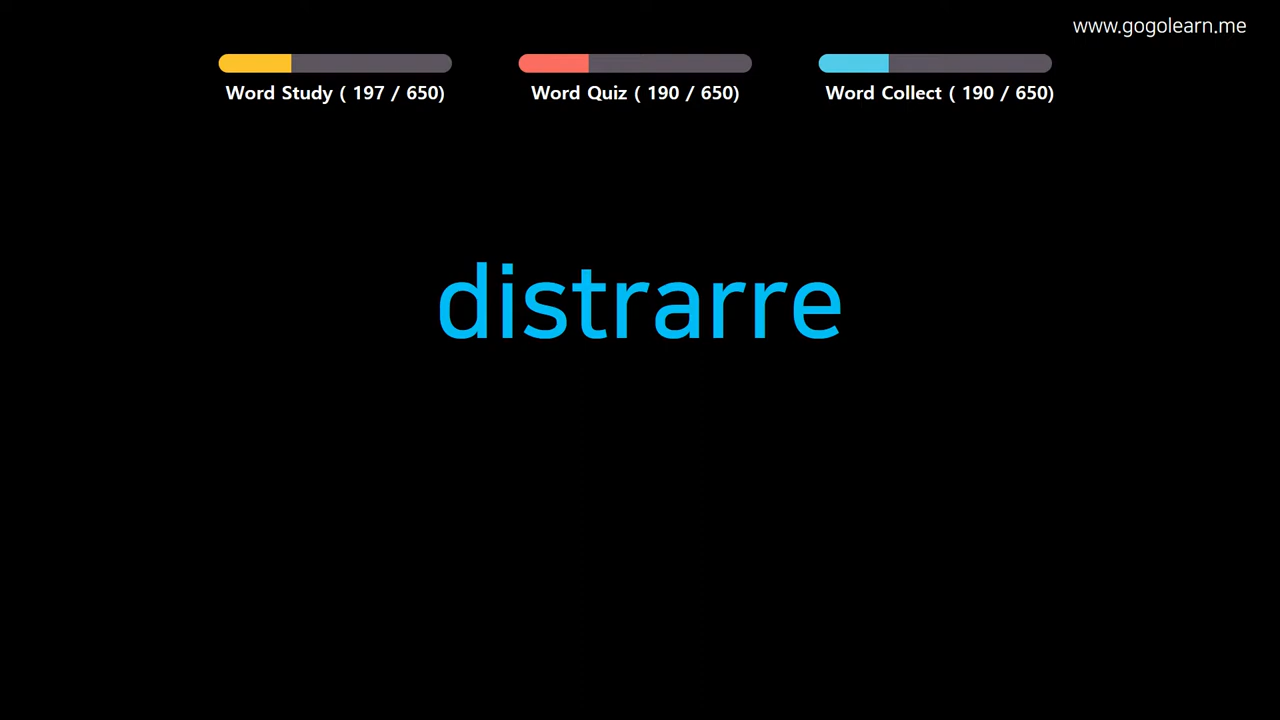 www.gogolearn.me
Word Study ( 197 / 650)
Word Quiz ( 190 / 650)
Word Collect ( 190 / 650)
distrarre